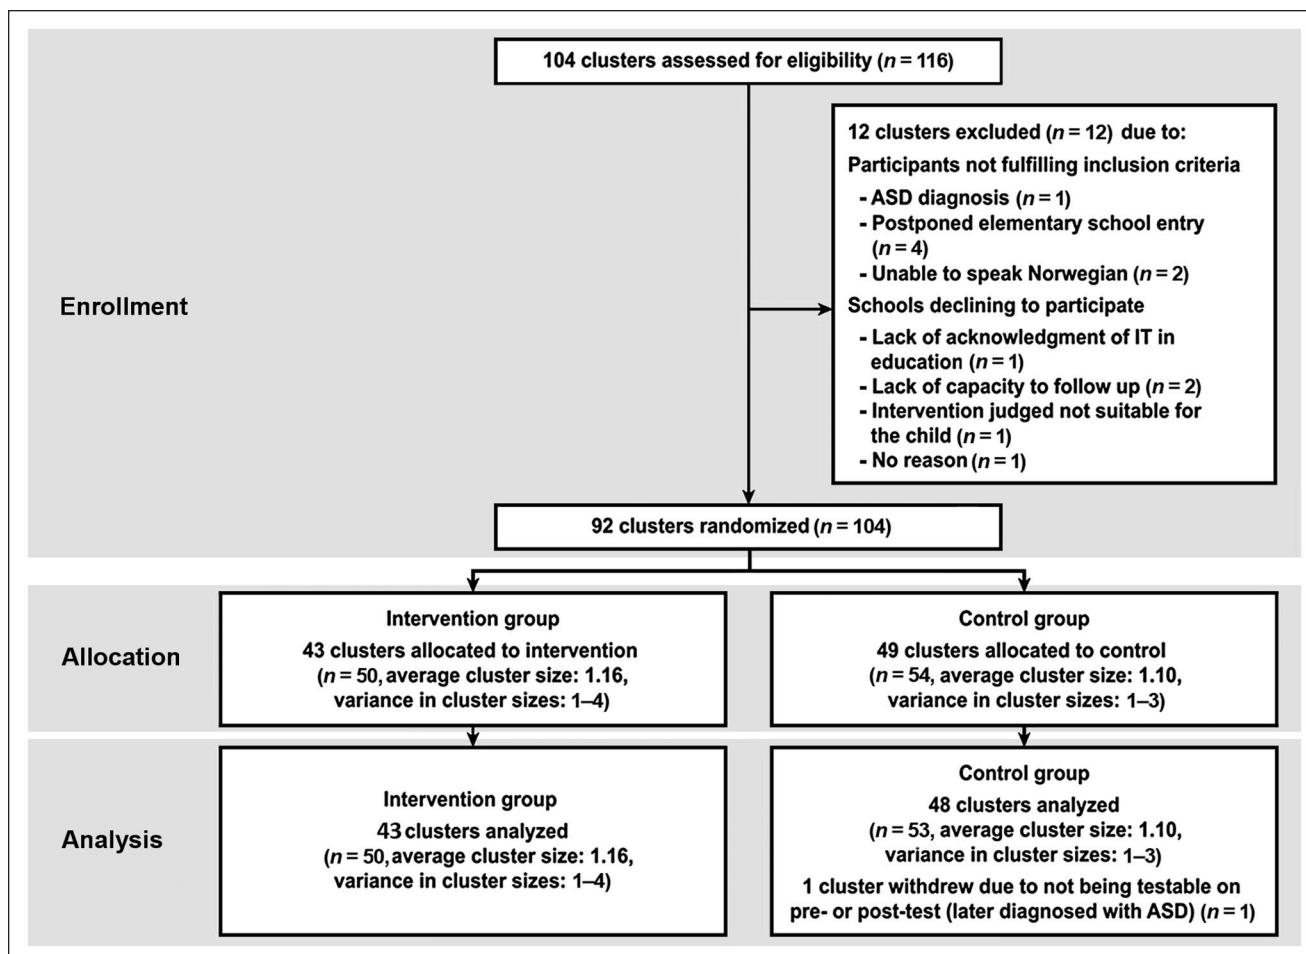 104 clusters assessed for eligibility (n = 116)
12 clusters excluded (n = 12) due to:
Participants not fulfilling inclusion criteria
- ASD diagnosis (n = 1)
- Postponed elementary school entry
(n = 4)
- Unable to speak Norwegian (n = 2)
Schools declining to participate
- Lack of acknowledgment of IT in
education (n = 1)
- Lack of capacity to follow up (n = 2)
- Intervention judged not suitable for
the child (n = 1)
- No reason (n = 1)
Enrollment
92 clusters randomized (n = 104)
Allocation
Intervention group
43 clusters allocated to intervention
(n = 50, average cluster size: 1.16,
variance in cluster sizes: 1–4)
Control group
49 clusters allocated to control
(n = 54, average cluster size: 1.10,
variance in cluster sizes: 1–3)
Analysis
Intervention group
43 clusters analyzed
(n = 50, average cluster size: 1.16,
variance in cluster sizes: 1–4)
Control group
48 clusters analyzed
(n = 53, average cluster size: 1.10,
variance in cluster sizes: 1–3)
1 cluster withdrew due to not being testable on
pre- or post-test (later diagnosed with ASD) (n = 1)